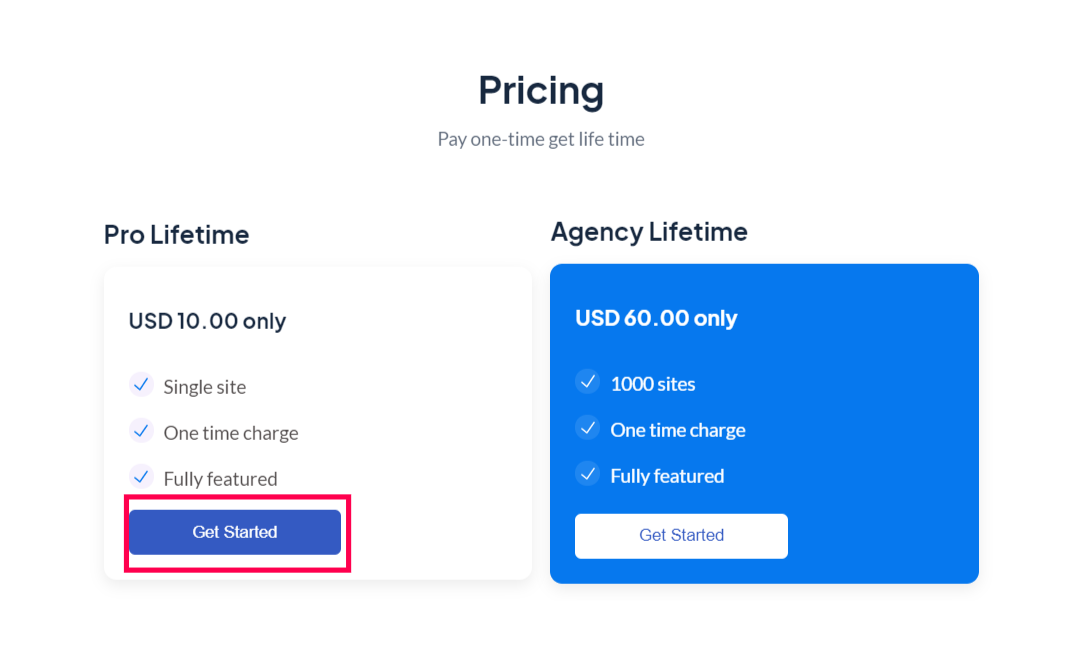 Pricing
Pay one-time get life time
Pro Lifetime
USD 10.00 only
Single site
One time charge
Fully featured
Get Started
Agency Lifetime
USD 60.00 only
1000 sites
One time charge
Fully featured
Get Started